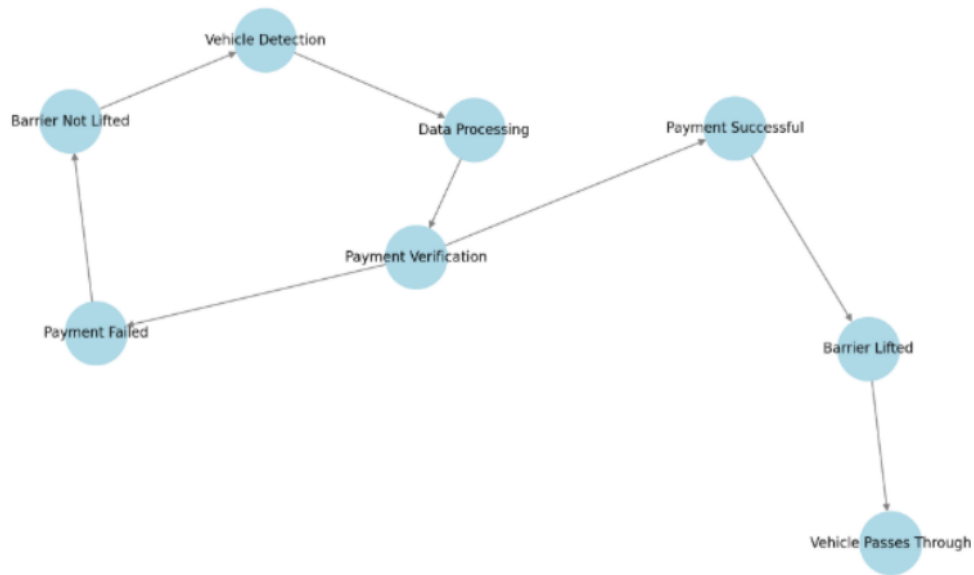 Vehicle Detection
Barrier Not Lifted
Data Processing
Payment Successful
Payment Verification
Payment Failed
Barrier Lifted
Vehicle Passes Through